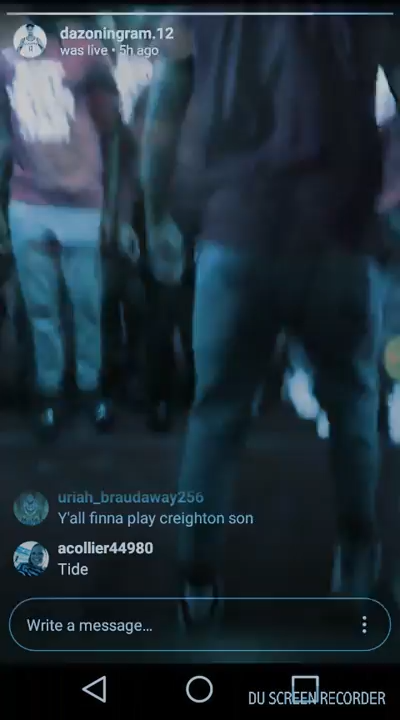 dazoningram.12
was live • 5h ago
uriah_braudaway256
Y'all finna play creighton son
acollier44980
Tide
Write a message...
DU SCREEN RECORDER